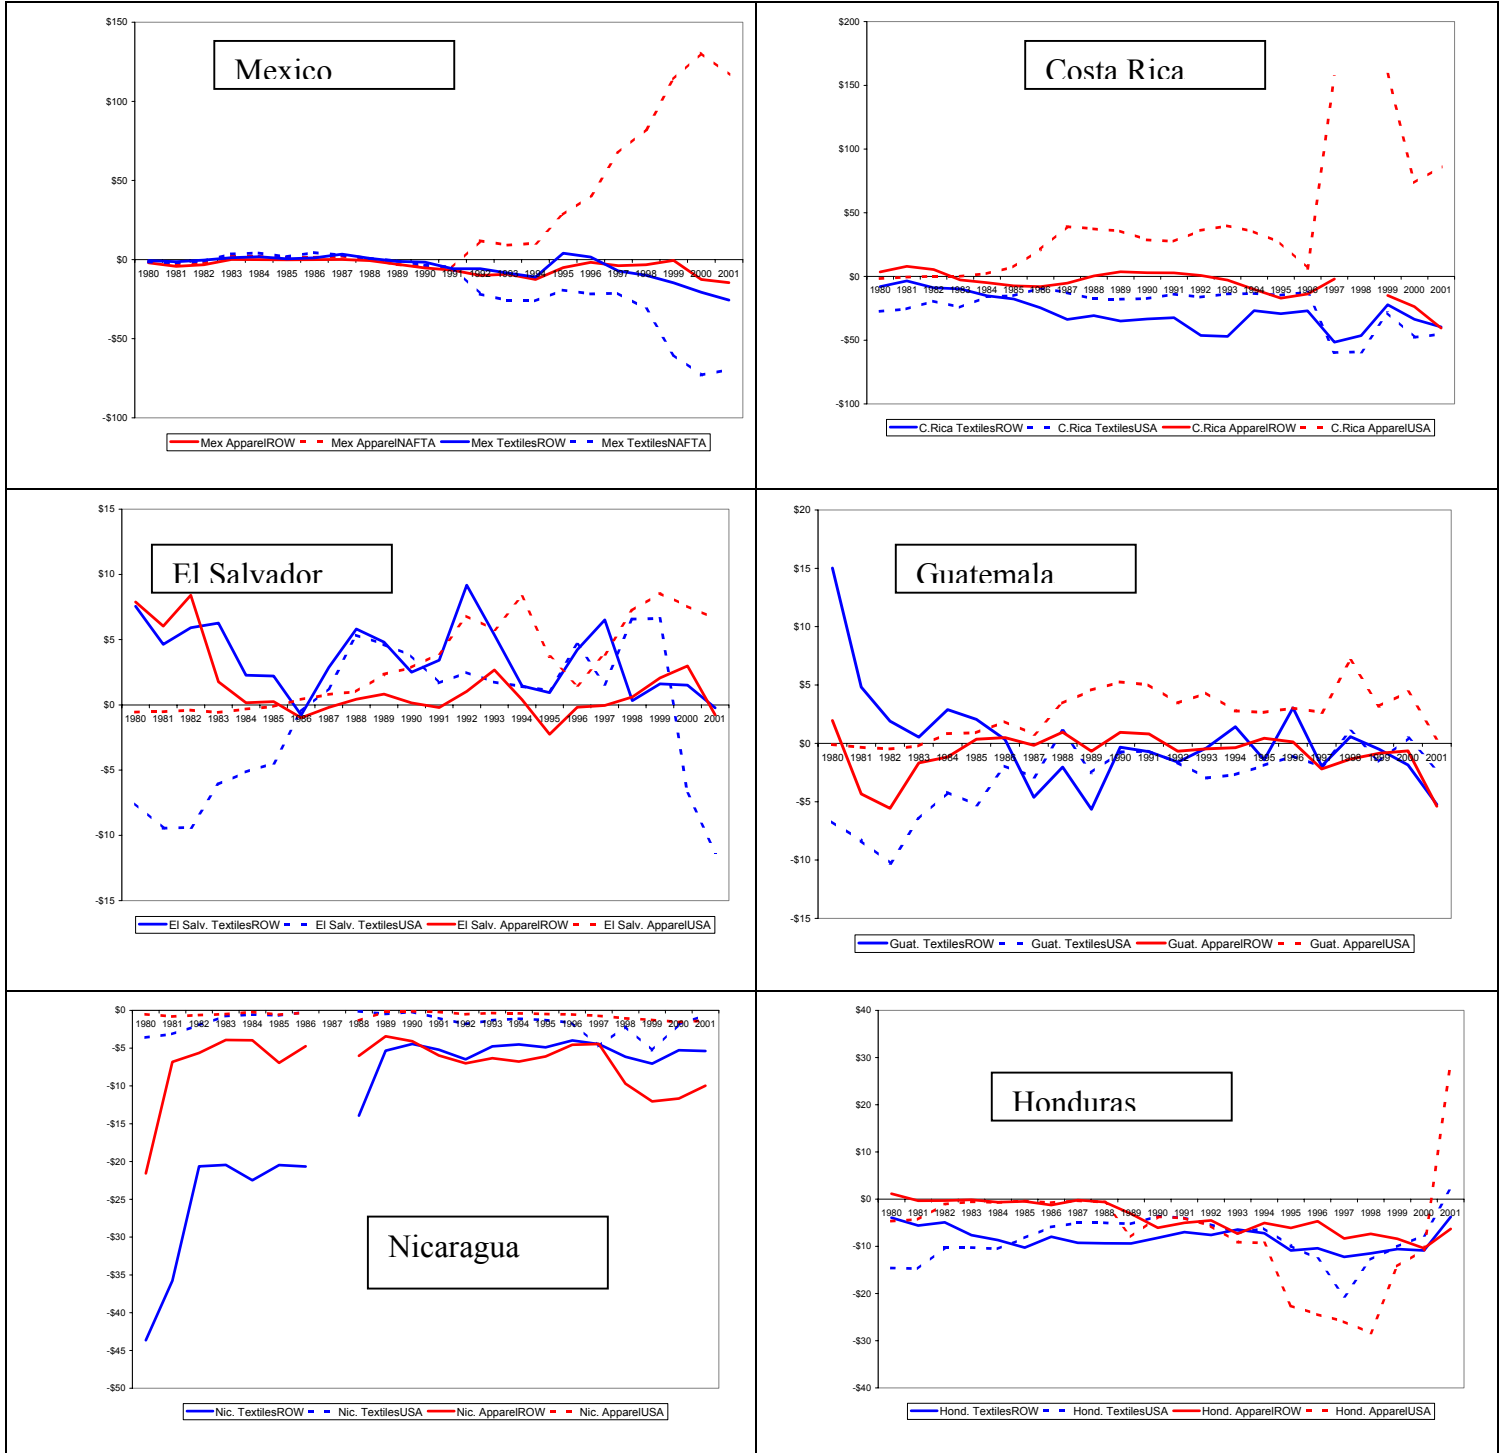 $150
Mexico
$100
$50
$0
1980 1981 1982 1983 1984 1985 1986 1987 1988 1989 1990 1991 1992 1993 1994 1995 1996 1997 1998 1999 2000 2001
-$50
-$100
Mex ApparelROW Mex ApparelNAFTA Mex TextilesROW Mex TextilesNAFTA
$200
Costa Rica
$150
$100
$50
$0
1980 1981 1982 1983 1984 1985 1986 1987 1988 1989 1990 1991 1992 1993 1994 1995 1996 1997 1998 1999 2000 2001
-$50
-$100
C.Rica TextilesROW C.Rica TextilesUSA C.Rica ApparelROW C.Rica ApparelUSA
$15
El Salvador
$10
$5
$0
1980 1981 1982 1983 1984 1985 1986 1987 1988 1989 1990 1991 1992 1993 1994 1995 1996 1997 1998 1999 2000 2001
-$5
-$10
-$15
El Salv. TextilesROW El Salv. TextilesUSA El Salv. ApparelROW El Salv. ApparelUSA
$20
Guatemala
$15
$10
$5
$0
1980 1981 1982 1983 1984 1985 1986 1987 1988 1989 1990 1991 1992 1993 1994 1995 1996 1997 1998 1999 2000 2001
-$5
-$10
-$15
Guat. TextilesROW Guat. TextilesUSA Guat. ApparelROW Guat. ApparelUSA
$0
1980 1981 1982 1983 1984 1985 1986 1987 1988 1989 1990 1991 1992 1993 1994 1995 1996 1997 1998 1999 2000 2001
-$5
-$10
-$15
-$20
-$25
-$30
Nicaragua
-$35
-$40
-$45
-$50
Nic. TextilesROW Nic. TextilesUSA Nic. ApparelROW Nic. ApparelUSA
$40
$30
Honduras
$20
$10
$0
1980 1981 1982 1983 1984 1985 1986 1987 1988 1989 1990 1991 1992 1993 1994 1995 1996 1997 1998 1999 2000 2001
-$10
-$20
-$30
-$40
Hond. TextilesROW Hond. TextilesUSA Hond. ApparelROW Hond. ApparelUSA